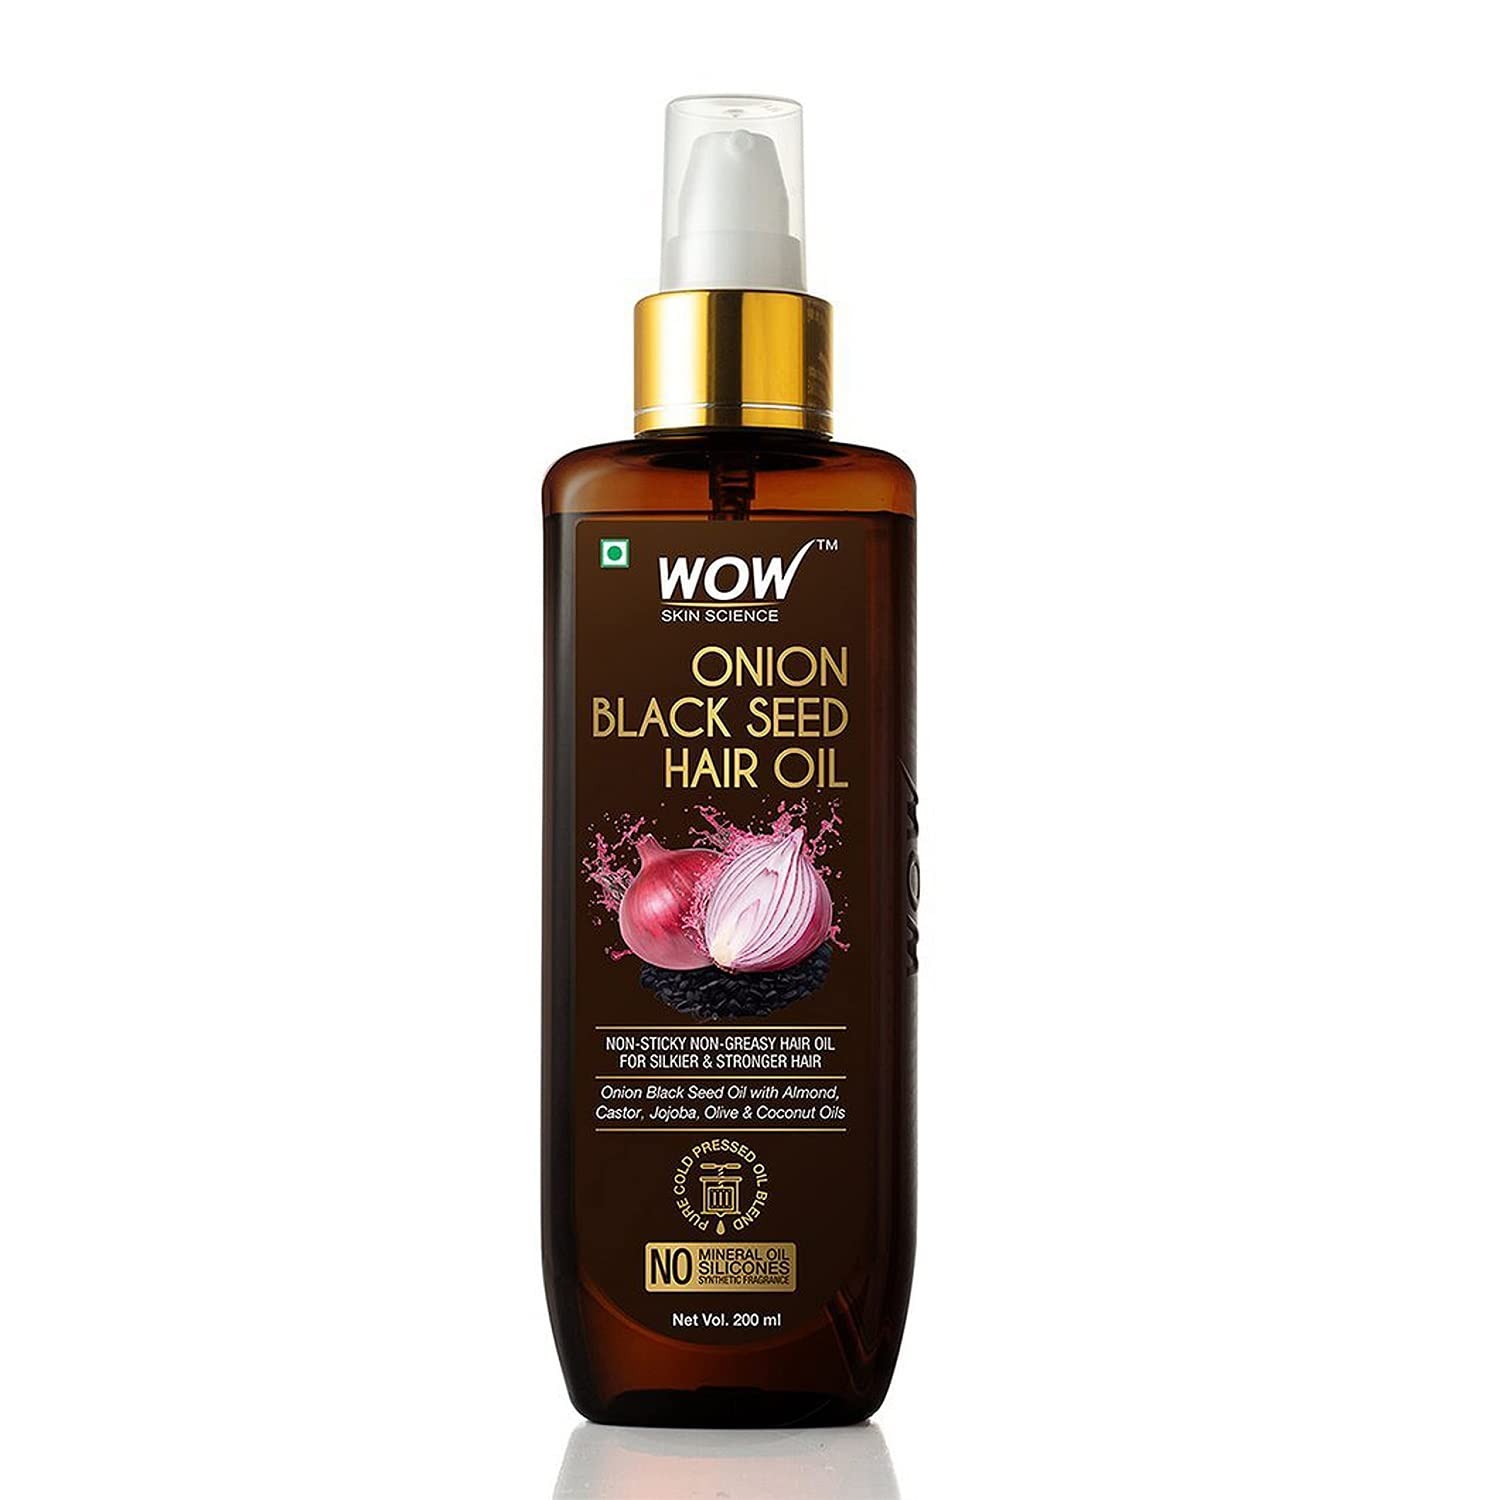 WOW™
SKIN SCIENCE
ONION
BLACK SEED
HAIR OIL
WOW
NON-STICKY NON-GREASY HAIR OIL
FOR SILKIER & STRONGER HAIR
Onion Black Seed Oil with Almond,
Castor, Jojoba, Olive & Coconut Oils
PURE COLD PRESSED OIL BLEND
NO MINERAL OIL
SILICONES
SYNTHETIC FRAGRANCE
Net Vol. 200 ml